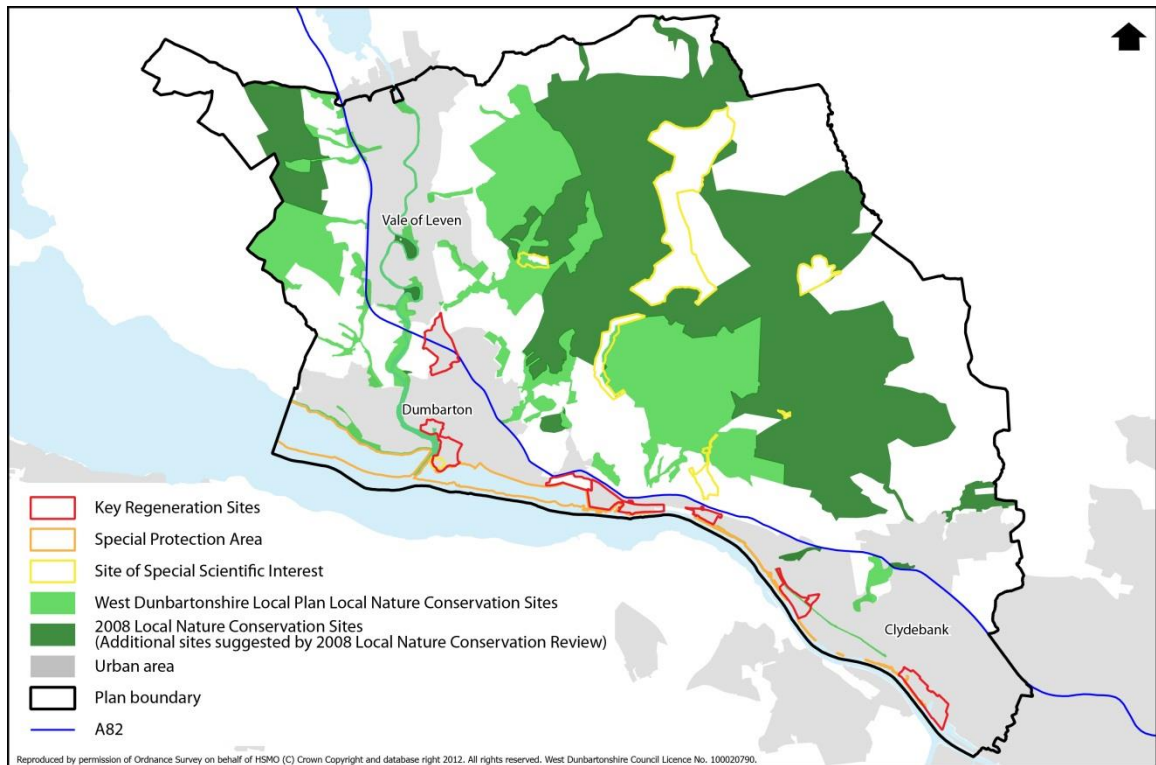 Vale of Leven
Dumbarton
Clydebank
Key Regeneration Sites
Special Protection Area
Site of Special Scientific Interest
West Dunbartonshire Local Plan Local Nature Conservation Sites
2008 Local Nature Conservation Sites
(Additional sites suggested by 2008 Local Nature Conservation Review)
Urban area
Plan boundary
A82
Reproduced by permission of Ordnance Survey on behalf of HSMO (C) Crown Copyright and database right 2012. All rights reserved. West Dunbartonshire Council Licence No. 100020790.